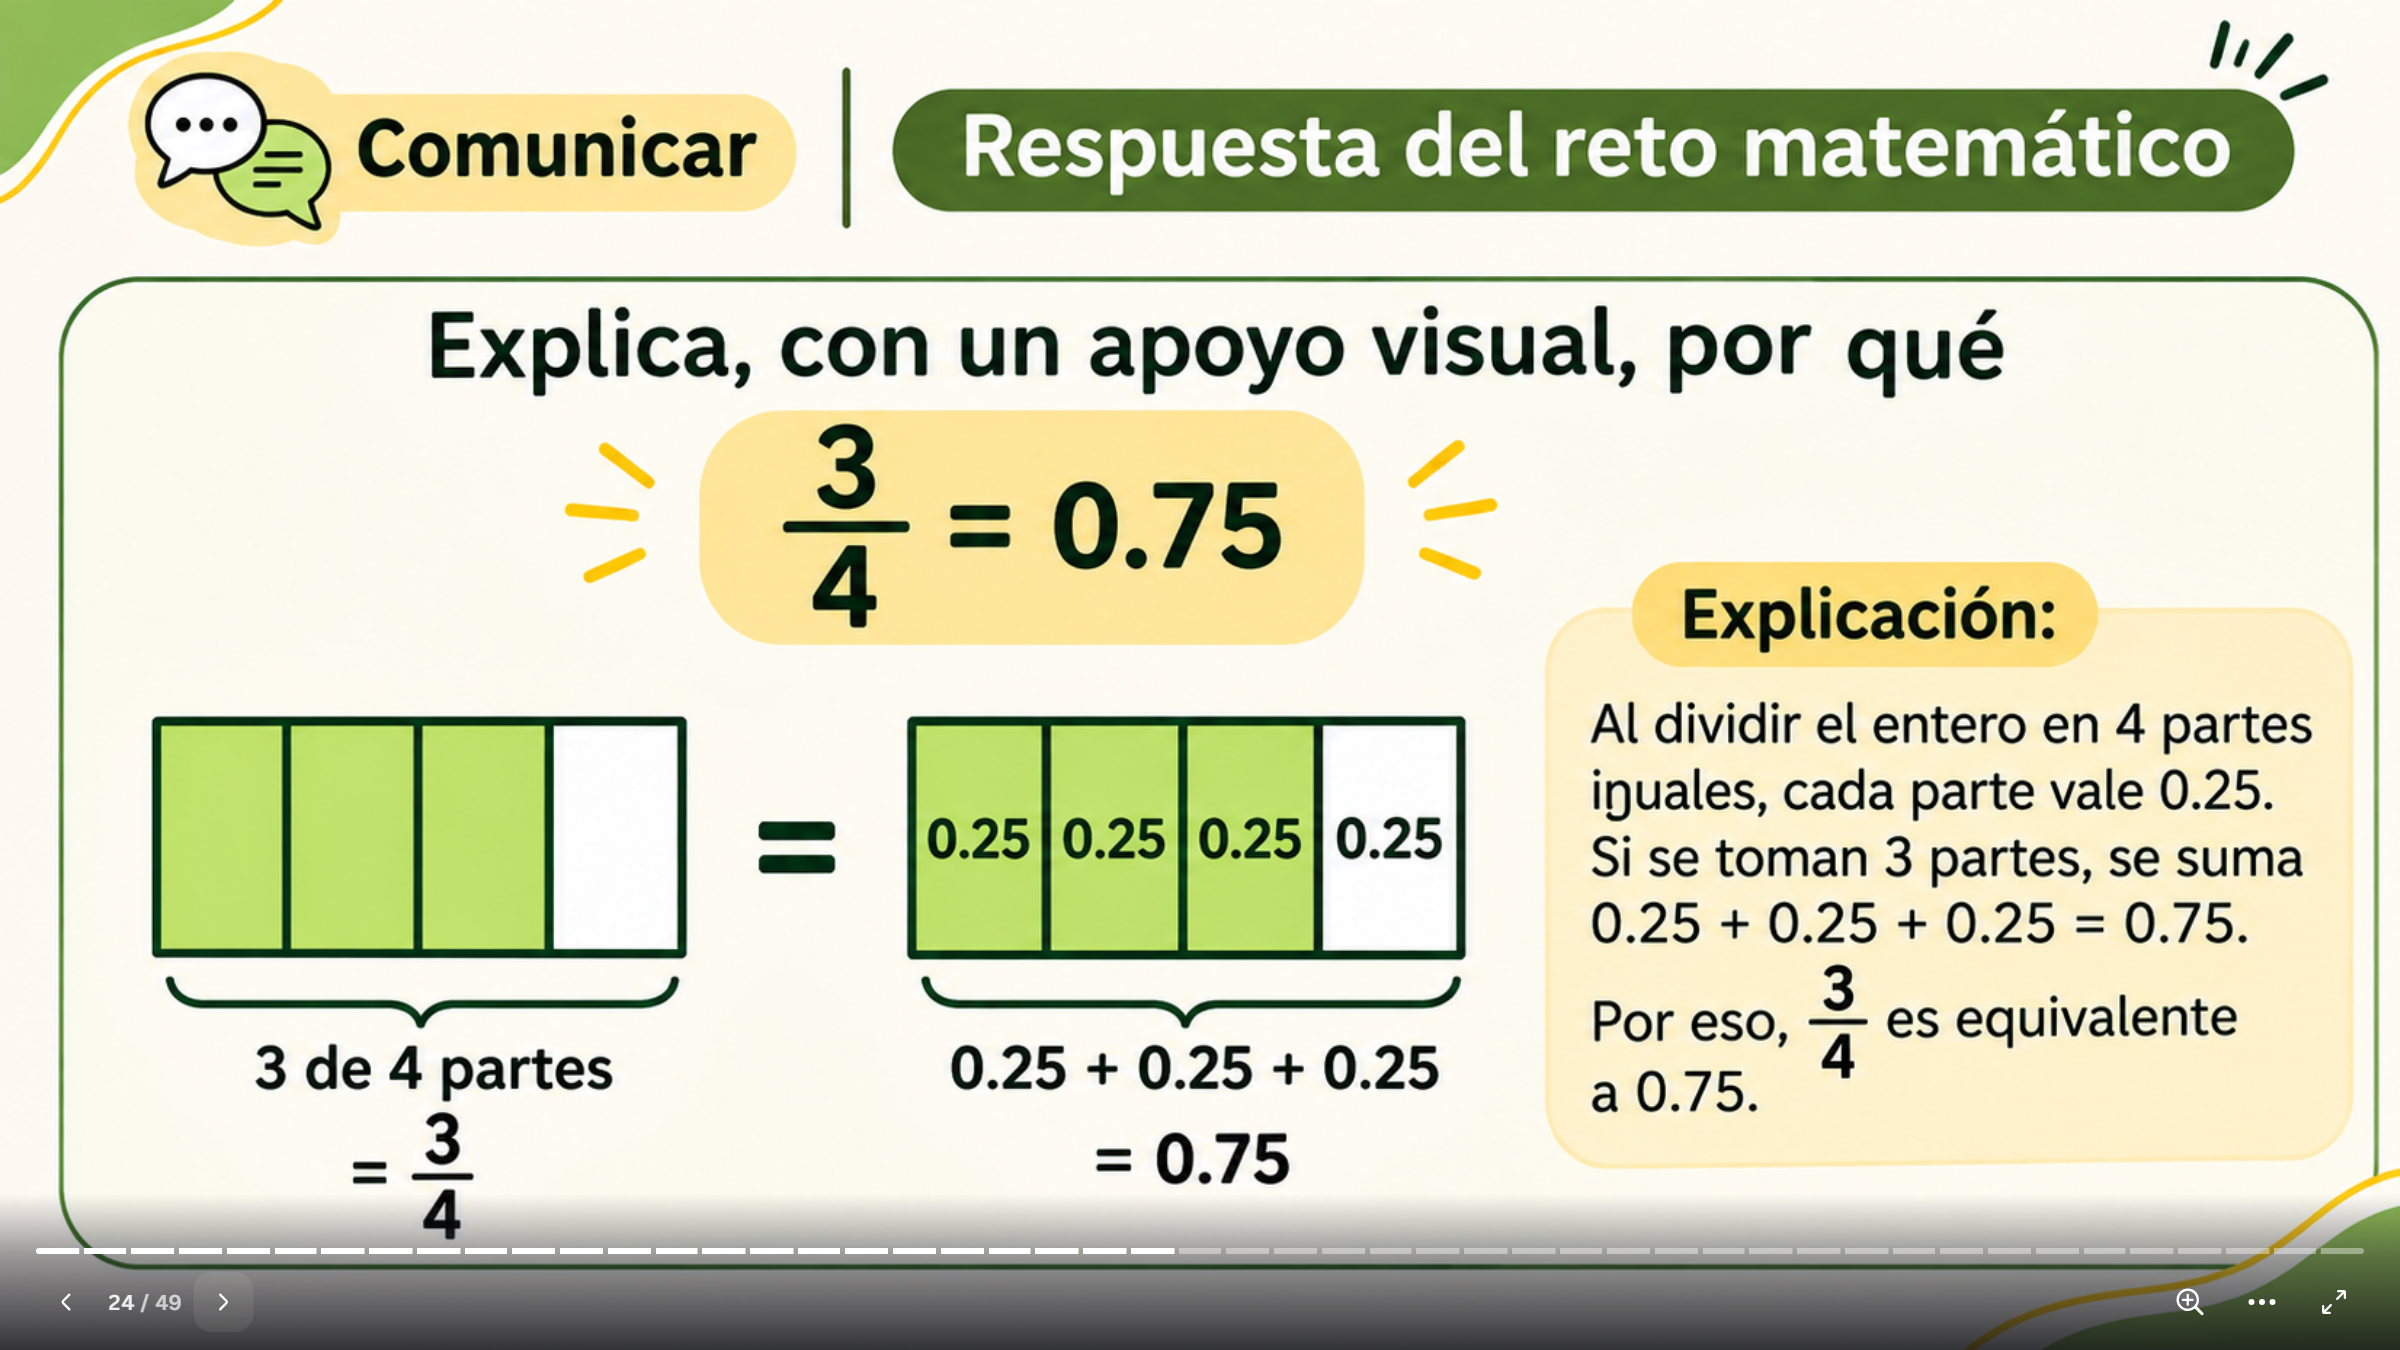 Comunicar
Respuesta del reto matemático
Explica, con un apoyo visual, por qué
3/4 = 0.75
0.25 0.25 0.25 0.25
=
3 de 4 partes
= 3/4
0.25 + 0.25 + 0.25
= 0.75
Explicación:
Al dividir el entero en 4 partes
iguales, cada parte vale 0.25.
Si se toman 3 partes, se suma
0.25 + 0.25 + 0.25 = 0.75.
Por eso, 3/4 es equivalente
a 0.75.
24 / 49